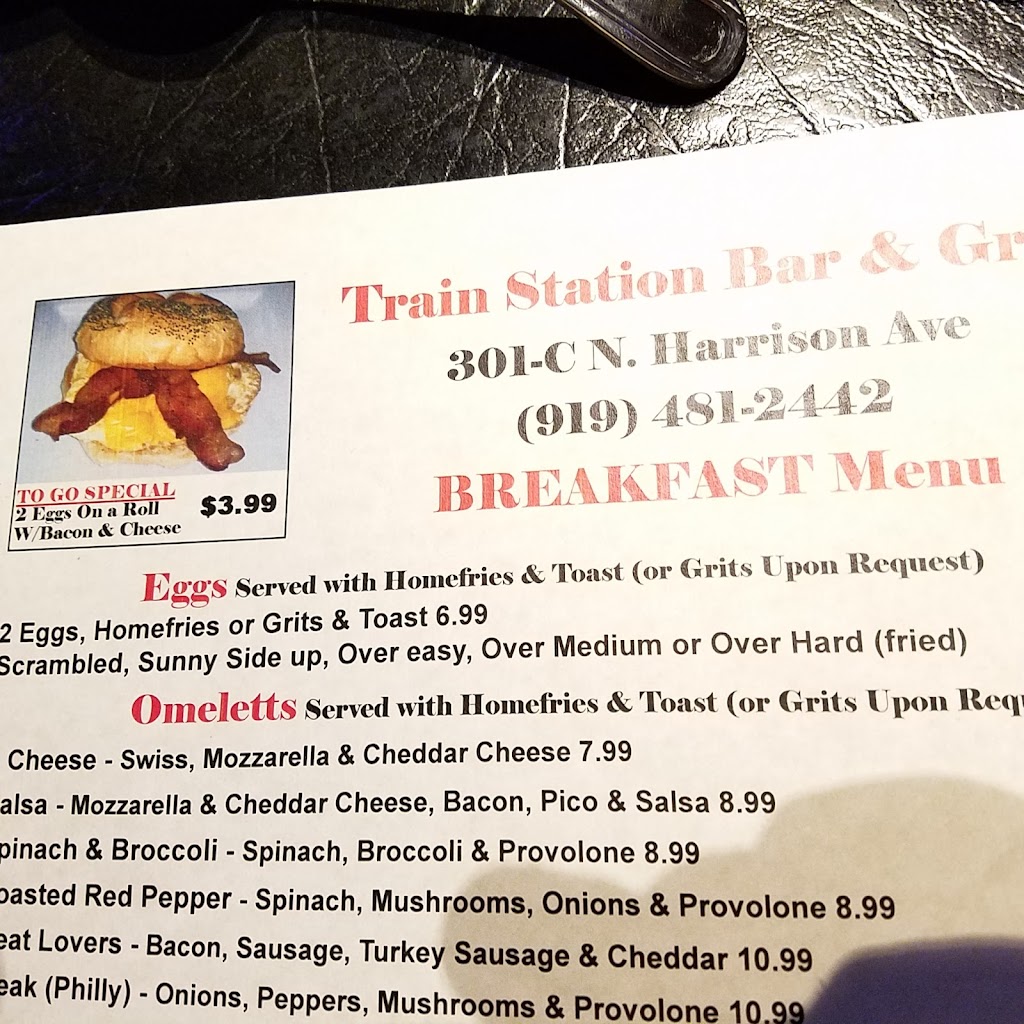 Train Station Bar & Gr
301-C N. Harrison Ave
(919) 481-2442
BREAKFAST Menu
TO GO SPECIAL
2 Eggs On a Roll
W/Bacon & Cheese
$3.99
Eggs Served with Homefries & Toast (or Grits Upon Request)
2 Eggs, Homefries or Grits & Toast 6.99
Scrambled, Sunny Side up, Over easy, Over Medium or Over Hard (fried)
Omeletts Served with Homefries & Toast (or Grits Upon Requ
Cheese - Swiss, Mozzarella & Cheddar Cheese 7.99
alsa - Mozzarella & Cheddar Cheese, Bacon, Pico & Salsa 8.99
pinach & Broccoli - Spinach, Broccoli & Provolone 8.99
oasted Red Pepper - Spinach, Mushrooms, Onions & Provolone 8.99
eat Lovers - Bacon, Sausage, Turkey Sausage & Cheddar 10.99
eak (Philly) - Onions, Peppers, Mushrooms & Provolone 10.99